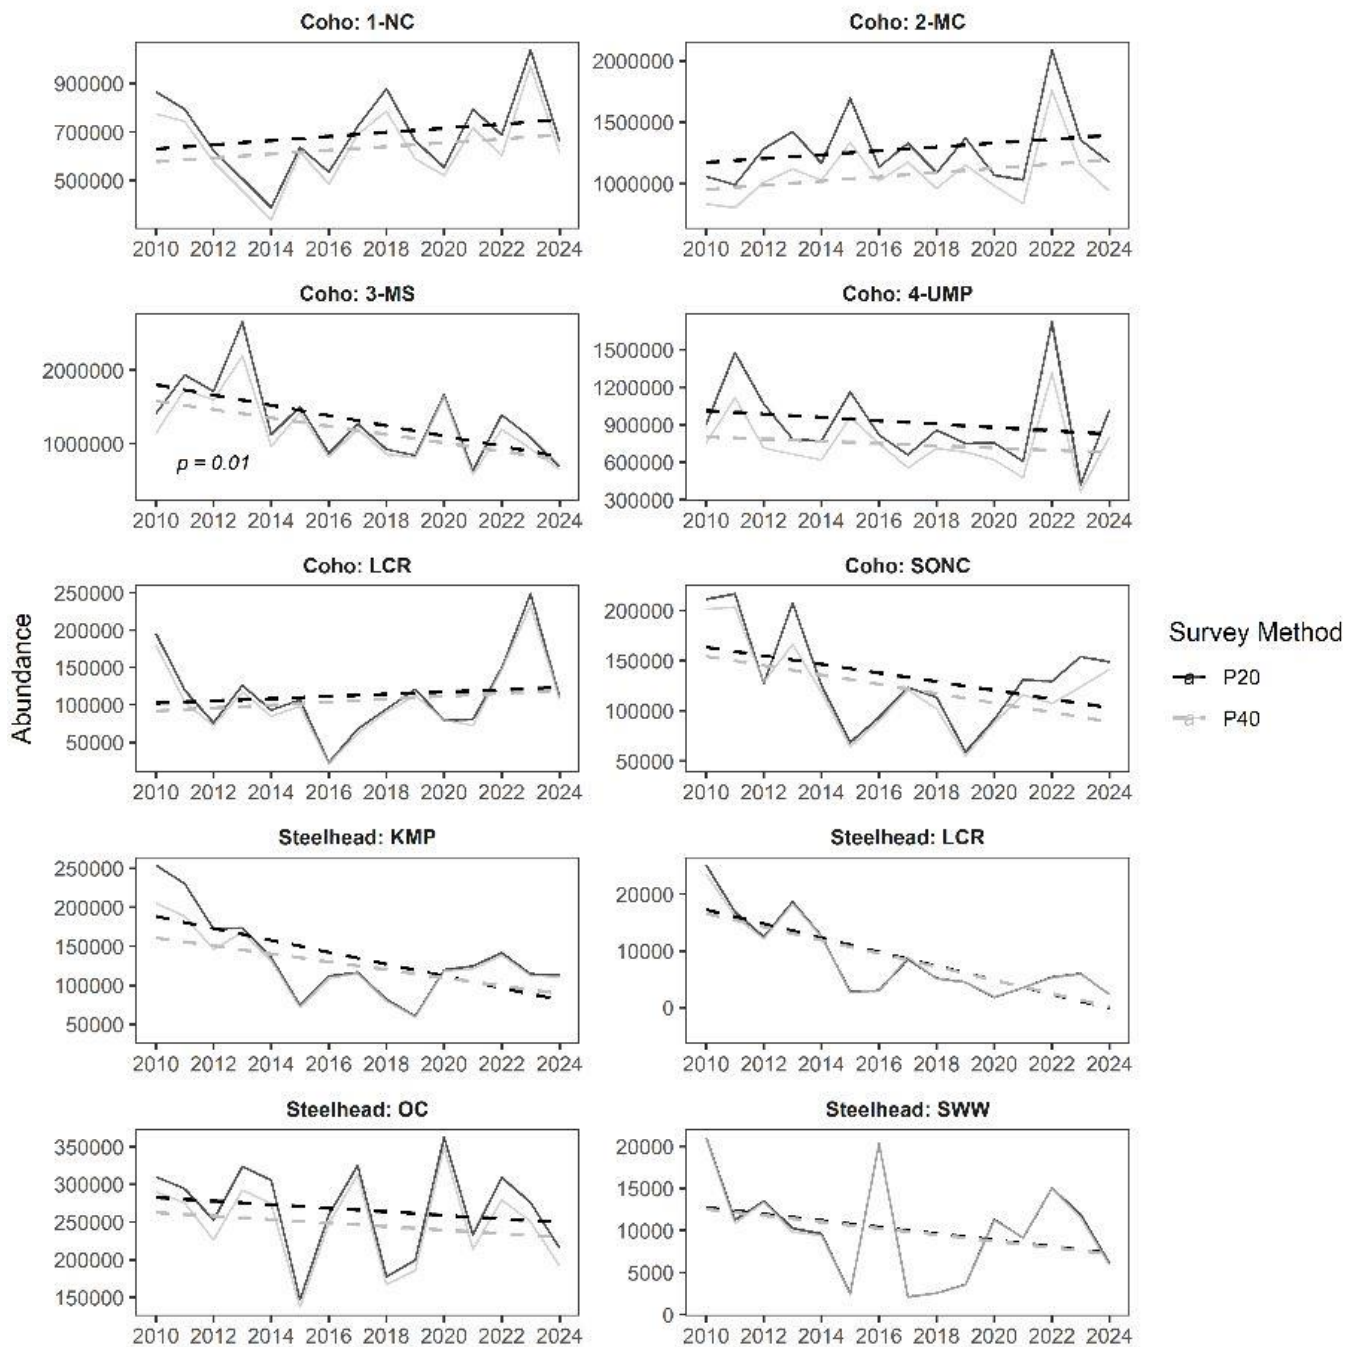 Coho: 1-NC
Coho: 2-MC
900000
700000
500000
2000000
1500000
1000000
2010 2012 2014 2016 2018 2020 2022 2024
2010 2012 2014 2016 2018 2020 2022 2024
Coho: 3-MS
Coho: 4-UMP
2000000
1000000
p = 0.01
1500000
1200000
900000
600000
300000
2010 2012 2014 2016 2018 2020 2022 2024
2010 2012 2014 2016 2018 2020 2022 2024
Coho: LCR
Coho: SONC
250000
200000
150000
100000
50000
200000
150000
100000
50000
2010 2012 2014 2016 2018 2020 2022 2024
2010 2012 2014 2016 2018 2020 2022 2024
Abundance
Survey Method
a P20
a P40
Steelhead: KMP
Steelhead: LCR
250000
200000
150000
100000
50000
20000
10000
0
2010 2012 2014 2016 2018 2020 2022 2024
2010 2012 2014 2016 2018 2020 2022 2024
Steelhead: OC
Steelhead: SWW
350000
300000
250000
200000
150000
20000
15000
10000
5000
0
2010 2012 2014 2016 2018 2020 2022 2024
2010 2012 2014 2016 2018 2020 2022 2024